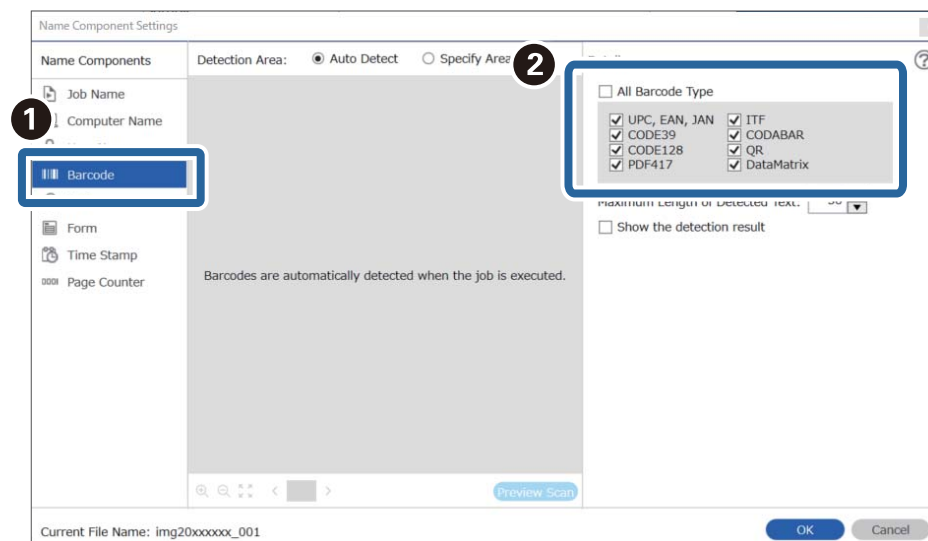 Name Component Settings
Name Components
Detection Area: Auto Detect Specify Area
2
Job Name
1
Computer Name
Barcode
Form
Time Stamp
Page Counter
Barcodes are automatically detected when the job is executed.
All Barcode Type
UPC, EAN, JAN ITF
CODE39 CODABAR
CODE128 QR
PDF417 DataMatrix
Maximum Length of Detected Text:
Show the detection result
Preview Scan
Current File Name: img20xxxxxx_001
OK Cancel